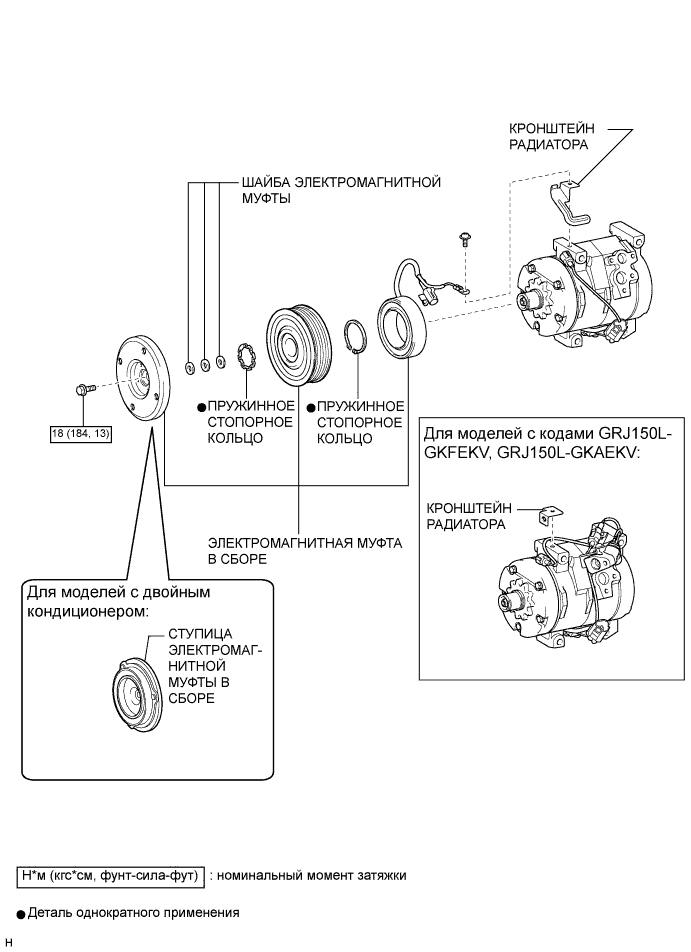 КРОНШТЕЙН
РАДИАТОРА
ШАЙБА ЭЛЕКТРОМАГНИТНОЙ
МУФТЫ
●ПРУЖИННОЕ
СТОПОРНОЕ
КОЛЬЦО
●ПРУЖИННОЕ
СТОПОРНОЕ
КОЛЬЦО
18 (184, 13)
Для моделей с кодами GRJ150L-
GKFEKV, GRJ150L-GKAEKV:
КРОНШТЕЙН
РАДИАТОРА
ЭЛЕКТРОМАГНИТНАЯ МУФТА
В СБОРЕ
Для моделей с двойным
кондиционером:
СТУПИЦА
ЭЛЕКТРОМАГ-
НИТНОЙ
МУФТЫ В
СБОРЕ
Н*м (кгс*см, фунт-сила-фут) : номинальный момент затяжки
●Деталь однократного применения
H